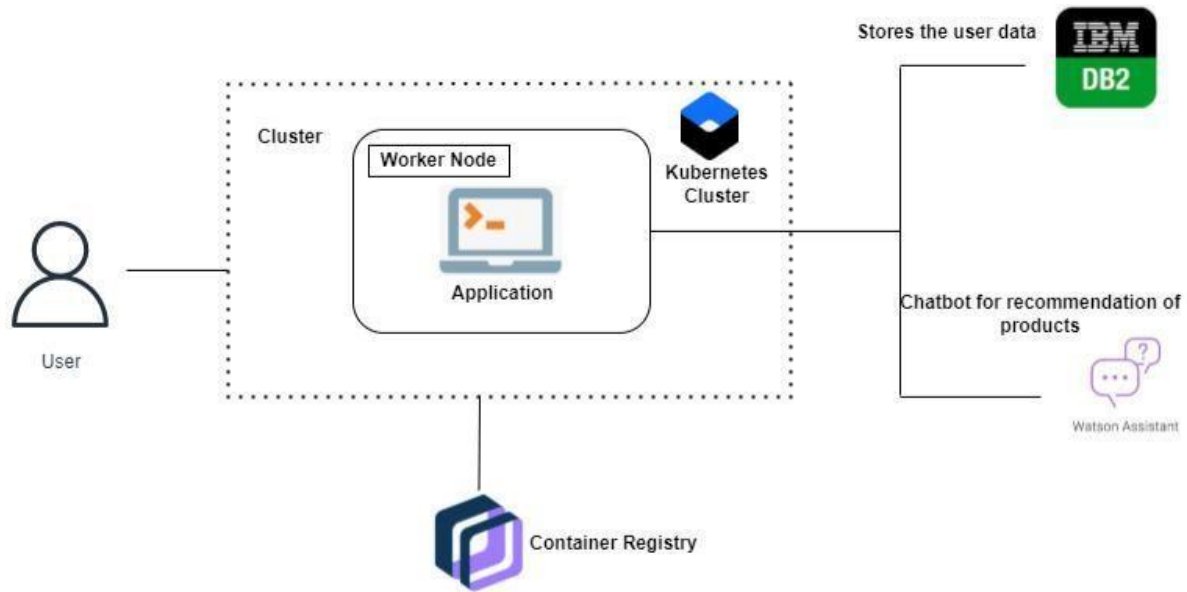 Stores the user data
IBM
DB2
Cluster
Worker Node
Kubernetes
Cluster
Application
User
Chatbot for recommendation of
products
?
Watson Assistant
Container Registry